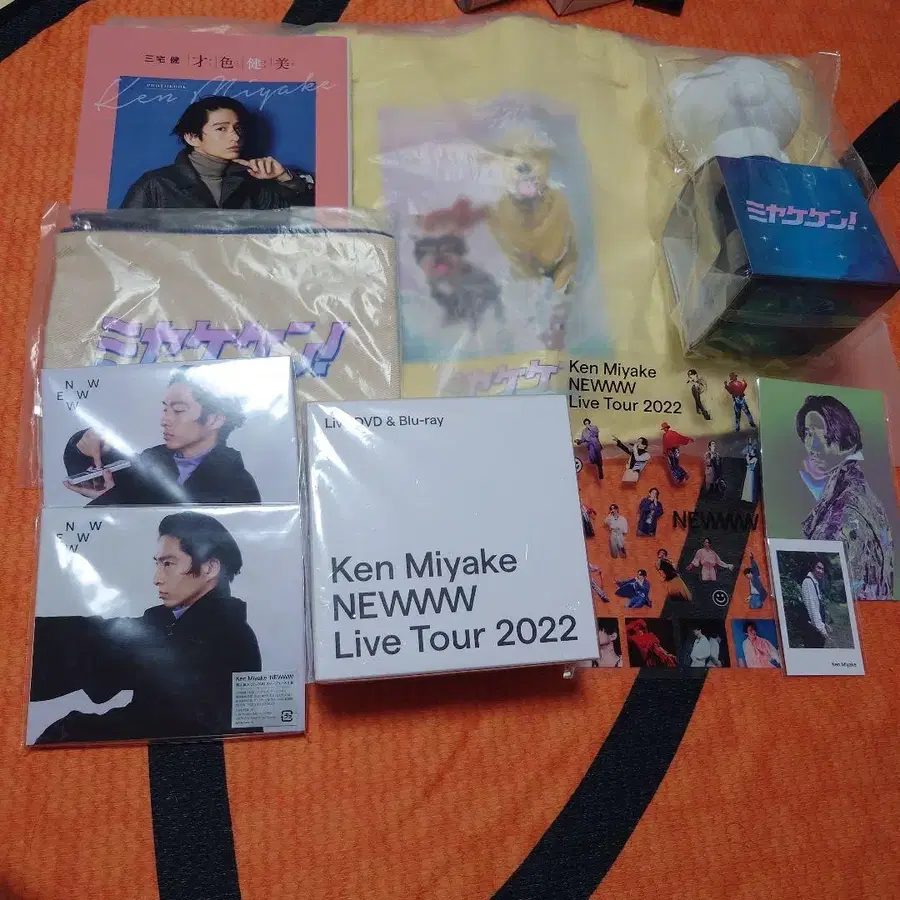 三宅 健 才色健美
PHOTOBOOK
Ken Miyake
ミヤケケン!
ミヤケケン!
ミヤケケン
Ken Miyake
NEWWW
Live Tour 2022
N W
E W
W
Live DVD & Blu-ray
Ken Miyake
NEWWW
Live Tour 2022
NEWWW
N W
E W
W
Ken Miyake NEWWW
Ken Miyake